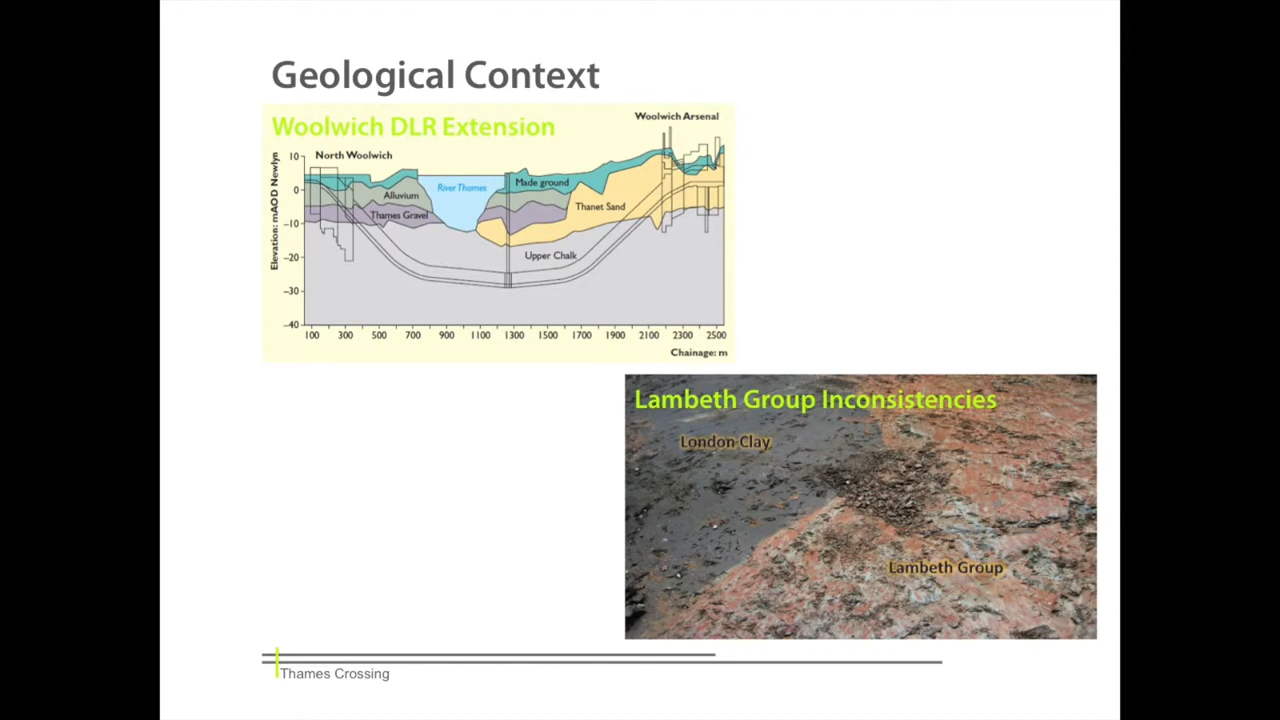 Geological Context
Woolwich DLR Extension
Woolwich Arsenal
North Woolwich
Elevation: mAOD Newlyn
10
0
–10
–20
–30
–40
River Thames
Made ground
Alluvium
Thames Gravel
Thanet Sand
Upper Chalk
100 300 500 700 900 1100 1300 1500 1700 1900 2100 2300 2500
Chainage: m
Lambeth Group Inconsistencies
London Clay
Lambeth Group
Thames Crossing